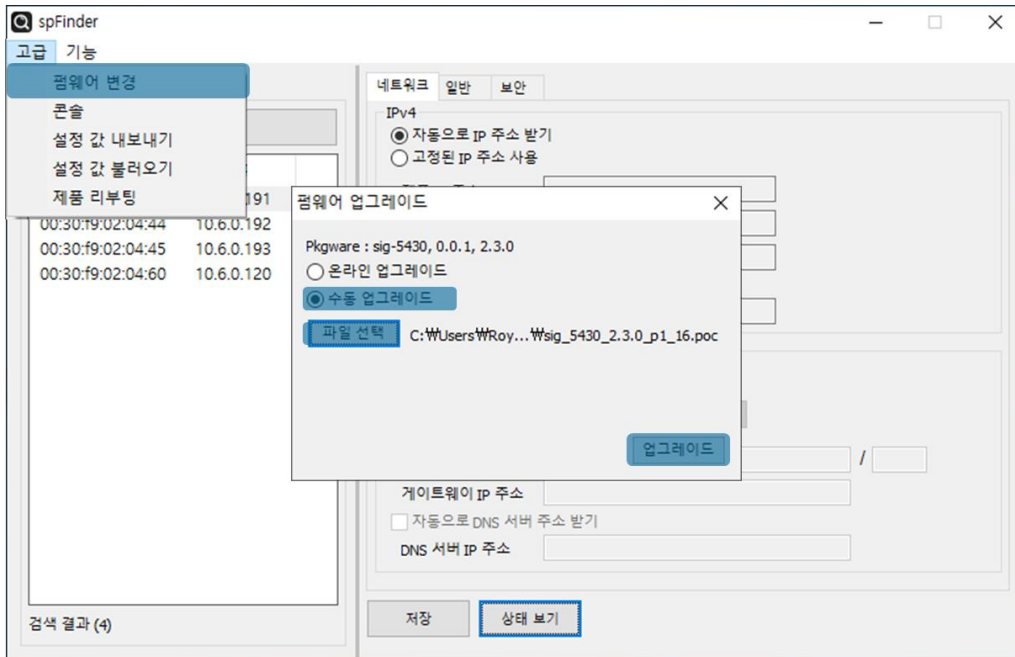 spFinder
고급 기능
펌웨어 변경
콘솔
설정 값 내보내기
설정 값 불러오기
제품 리부팅
191
00:30:f9:02:04:44 10.6.0.192
00:30:f9:02:04:45 10.6.0.193
00:30:f9:02:04:60 10.6.0.120
검색 결과 (4)
네트워크 일반 보안
IPv4
자동으로 IP 주소 받기
고정된 IP 주소 사용
펌웨어 업그레이드
Pkgware : sig-5430, 0.0.1, 2.3.0
온라인 업그레이드
수동 업그레이드
파일 선택 C:₩Users₩Roy...₩sig_5430_2.3.0_p1_16.poc
업그레이드
/
게이트웨이 IP 주소
자동으로 DNS 서버 주소 받기
DNS 서버 IP 주소
저장 상태 보기